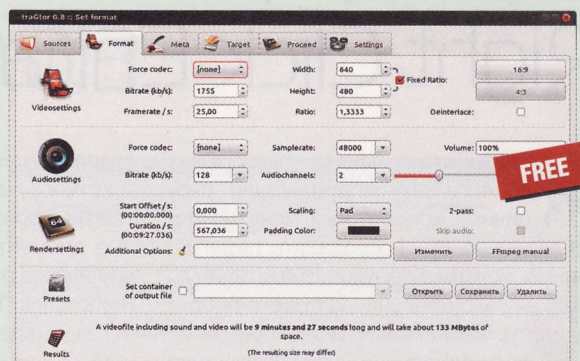 traGtor 0.8 :: Set format
Sources Format Meta Target Proceed Settings
Force codec: [none] Width: 640 Fixed Ratio: 16:9
Bitrate (kb/s): 1755 Height: 480 4:3
Videosettings Framerate / s: 25,00 Ratio: 1,3333 Deinterlace:
Force codec: [none] Samplerate: 48000 Volume: 100%
Audiosettings Bitrate (kb/s): 128 Audiochannels: 2
FREE
64
Start Offset / s: 0,000 Scaling: Pad 2-pass:
(00:00:00.000)
Duration / s: 567,036 Padding Color: Skip audio:
(00:09:27.036)
Rendersettings Additional Options: Изменить FFmpeg manual
Set container Открыть Сохранить Удалить
of output file
Presets
A videofile including sound and video will be 9 minutes and 27 seconds long and will take about 133 MBytes of
space.
Results (The resulting size may differ)